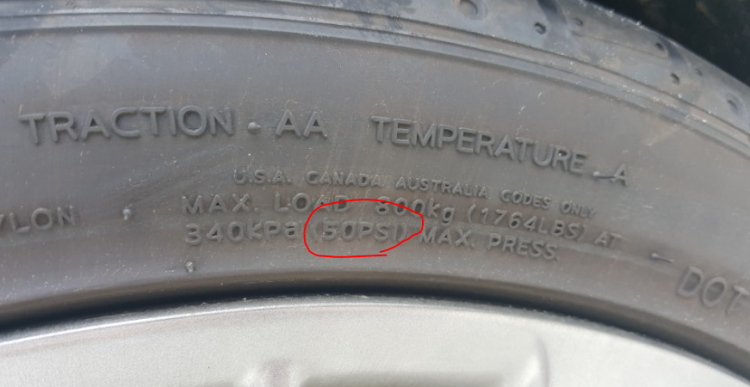 TRACTION · AA TEMPERATURE A
U.S.A. CANADA AUSTRALIA CODES ONLY
YLON MAX. LOAD 800kg (1764LBS) AT
340kPa (50PSI) MAX. PRESS.
DOT